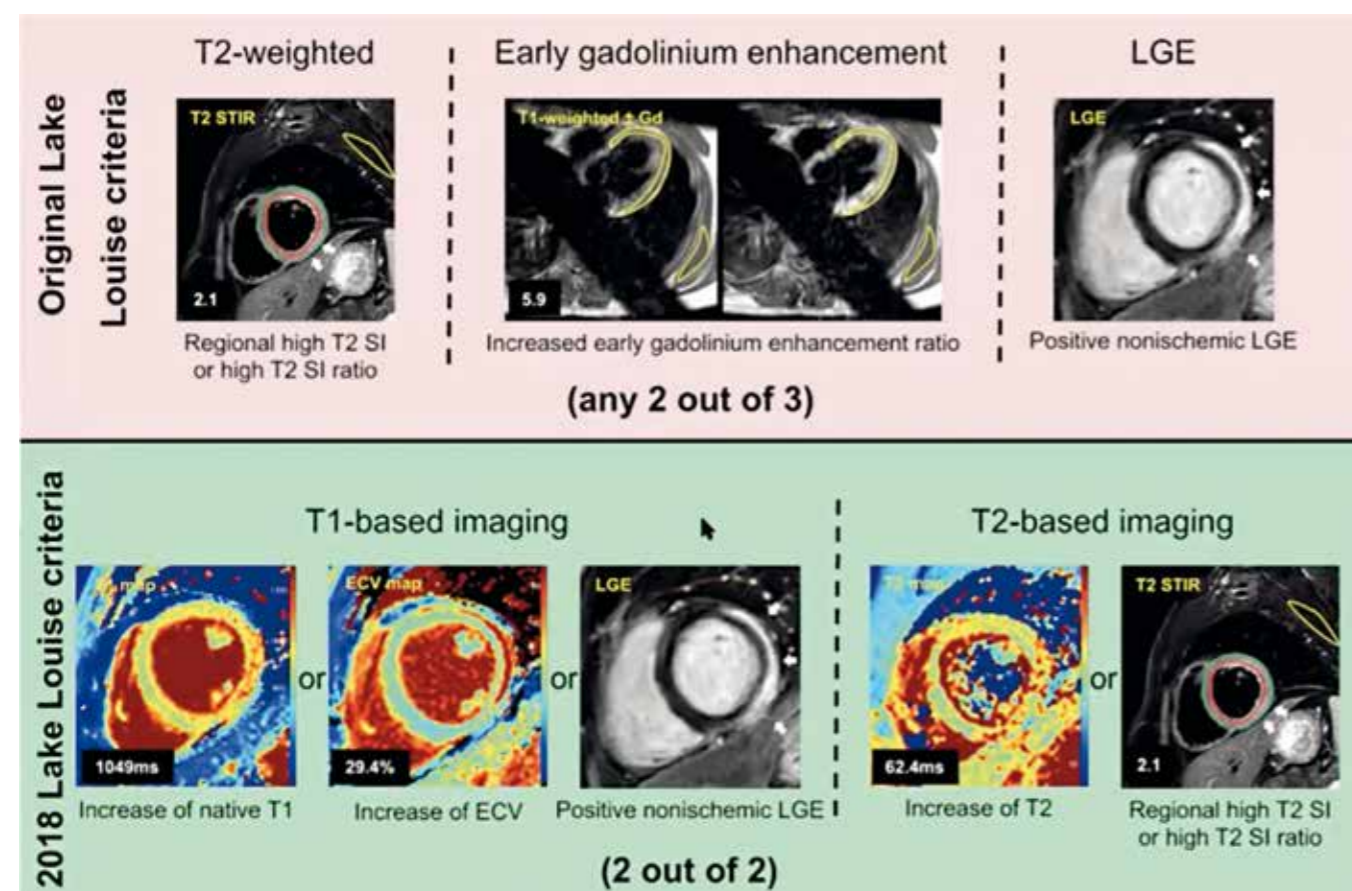 Original Lake
Louise criteria
T2-weighted
Early gadolinium enhancement
LGE
T2 STIR
2.1
T1-weighted ± Gd
5.9
LGE
Regional high T2 SI
or high T2 SI ratio
Increased early gadolinium enhancement ratio
Positive nonischemic LGE
(any 2 out of 3)
2018 Lake Louise criteria
T1-based imaging
T2-based imaging
map
1049ms
or
ECV map
29.4%
or
LGE
map
62.4ms
or
T2 STIR
2.1
Increase of native T1
Increase of ECV
Positive nonischemic LGE
Increase of T2
Regional high T2 SI
or high T2 SI ratio
(2 out of 2)